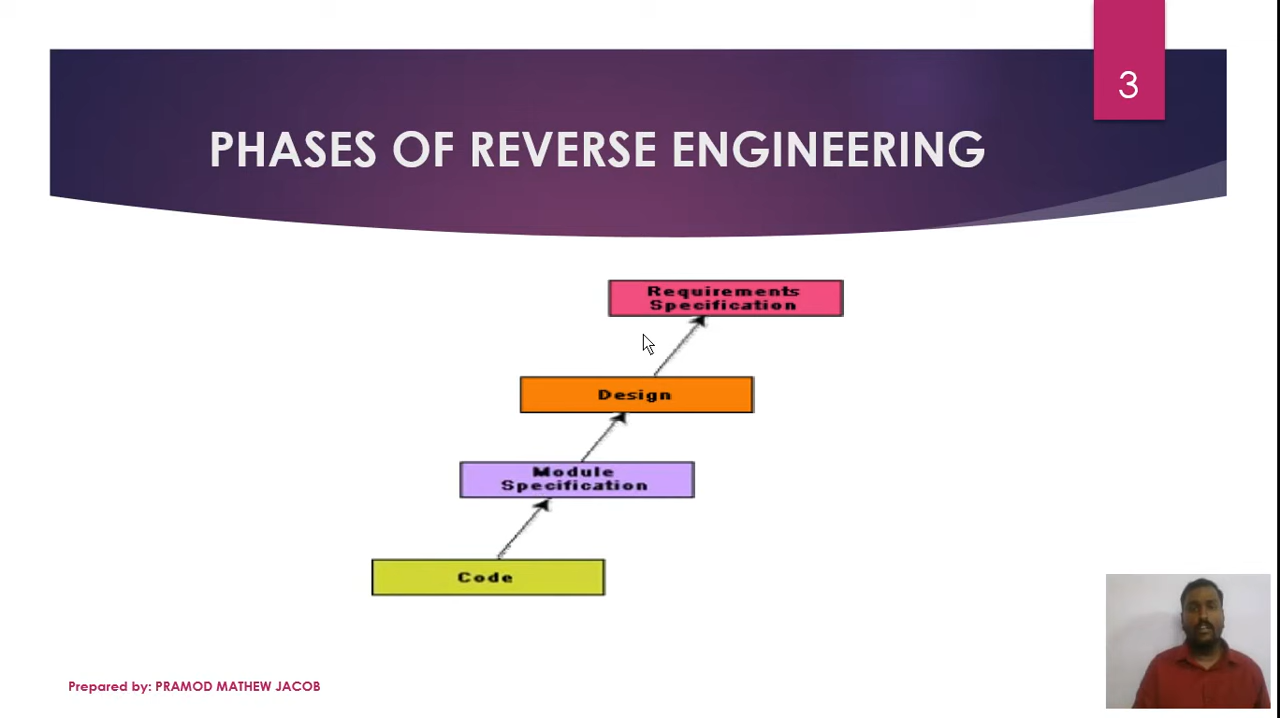 3
PHASES OF REVERSE ENGINEERING
Requirements
Specification
Design
Module
Specification
Code
Prepared by: PRAMOD MATHEW JACOB